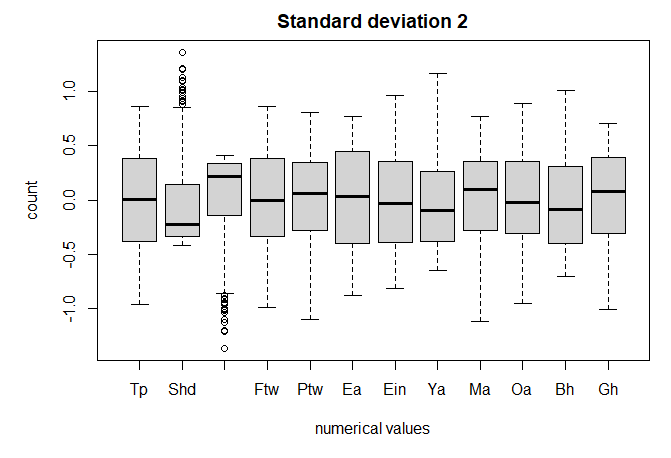 Standard deviation 2
count
1.0
0.5
0.0
-0.5
-1.0
Tp Shd Ftw Ptw Ea Ein Ya Ma Oa Bh Gh
numerical values